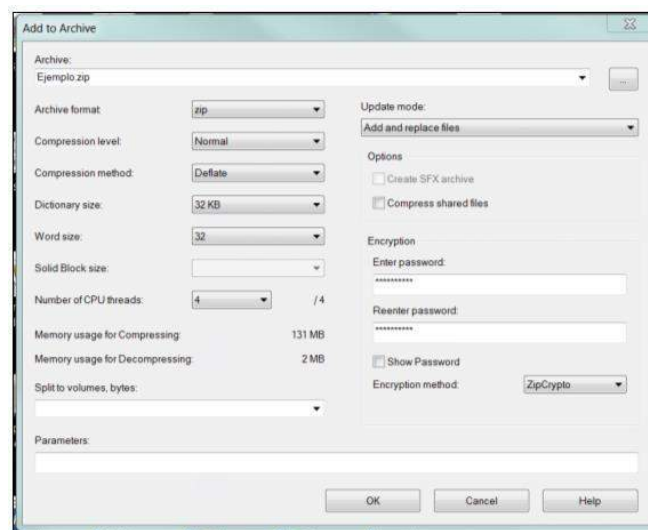 Add to Archive
Archive:
Ejemplo.zip
...
Archive format: zip
Compression level: Normal
Compression method: Deflate
Dictionary size: 32 KB
Word size: 32
Solid Block size:
Number of CPU threads: 4 / 4
Memory usage for Compressing: 131 MB
Memory usage for Decompressing: 2 MB
Split to volumes, bytes:
Update mode:
Add and replace files
Options
Create SFX archive
Compress shared files
Encryption
Enter password:
**********
Reenter password:
**********
Show Password
Encryption method: ZipCrypto
Parameters:
OK Cancel Help